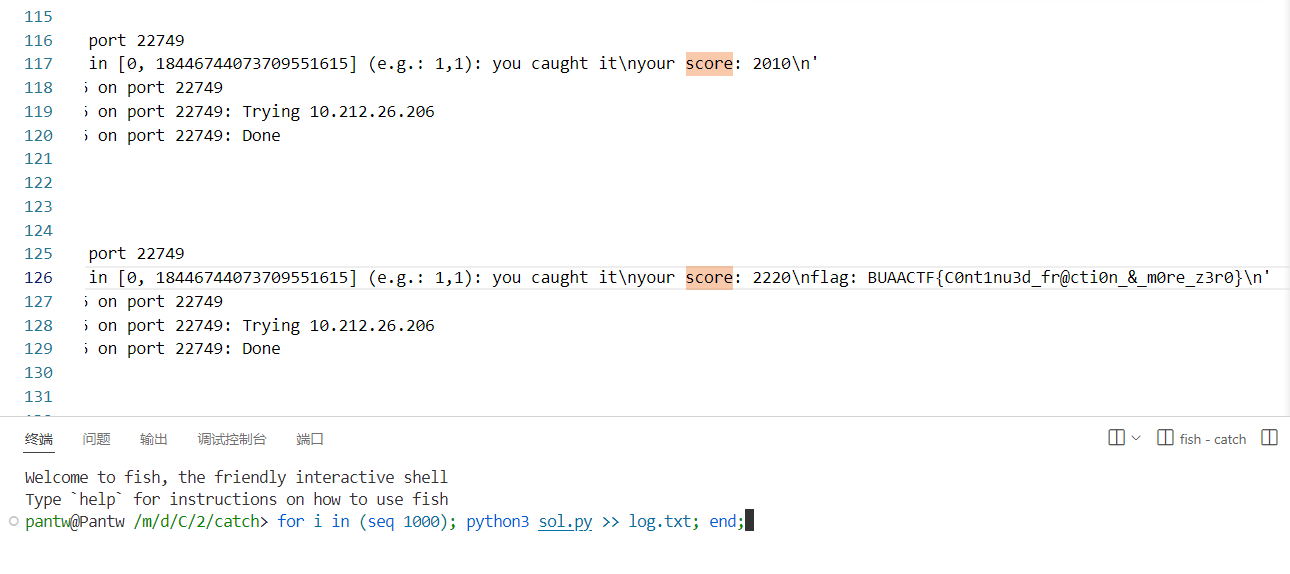 115
116 port 22749
117 in [0, 18446744073709551615] (e.g.: 1,1): you caught it\nyour score: 2010\n'
118 on port 22749
119 on port 22749: Trying 10.212.26.206
120 on port 22749: Done
121
122
123
124
125 port 22749
126 in [0, 18446744073709551615] (e.g.: 1,1): you caught it\nyour score: 2220\nflag: BUAACTF{C0nt1nu3d_fr@cti0n_&_m0re_z3r0}\n'
127 on port 22749
128 on port 22749: Trying 10.212.26.206
129 on port 22749: Done
130
131
终端 问题 输出 调试控制台 端口 fish - catch
Welcome to fish, the friendly interactive shell
Type `help` for instructions on how to use fish
pantw@Pantw /m/d/C/2/catch> for i in (seq 1000); python3 sol.py >> log.txt; end;